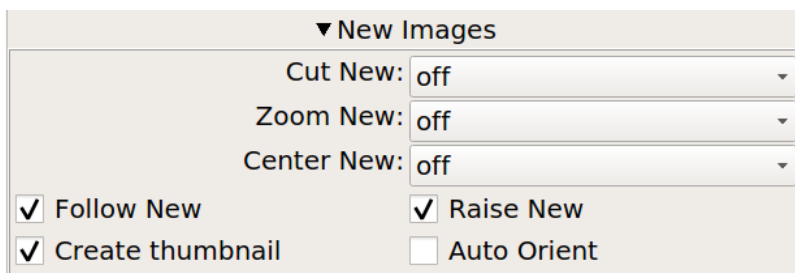 New Images
Cut New: off
Zoom New: off
Center New: off
Follow New Raise New
Create thumbnail Auto Orient